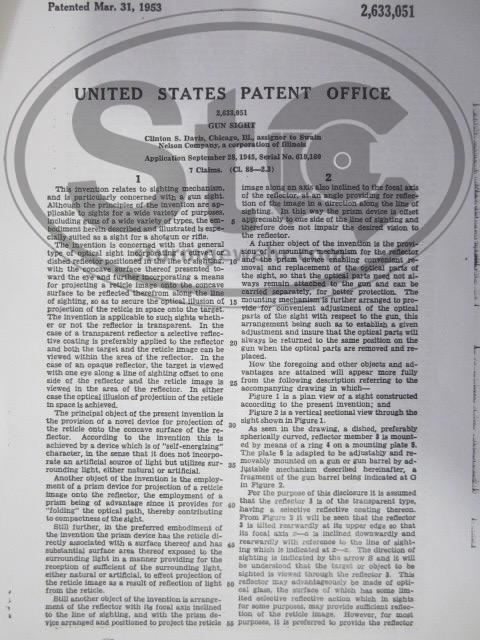 Patented Mar. 31, 1953
2,633,051
UNITED STATES PATENT OFFICE
2,633,051
GUN SIGHT
Clinton S. Davis, Chicago, Ill., assignor to Swain
Nelson Company, a corporation of Illinois
Application September 28, 1945, Serial No. 619,160
7 Claims. (Cl. 88—2.3)
1
This invention relates to sighting mechanism,
and is particularly concerned with a gun sight.
Although the principles of the invention are ap-
plicable to sights for a wide variety of purposes,
including guns of a wide variety of types, the em-
bodiment herein described and illustrated is espe-
cially suited as a sight for a shotgun or rifle.
The invention is concerned with that general
type of optical sight incorporating a curved or
dished reflector positioned in the line of sighting,
with the concave surface thereof presented to-
ward the eye and further incorporating a means
for projecting a reticle image onto the concave
surface to be reflected therefrom along the line
of sighting, so as to secure the optical illusion of
projection of the reticle in space onto the target.
The invention is applicable to such sights wheth-
er or not the reflector is transparent. In the
case of a transparent reflector a selective reflec-
tive coating is preferably applied to the reflector
and both the target and the reticle image can be
viewed within the area of the reflector. In the
case of an opaque reflector, the target is viewed
with one eye along a line of sighting offset to one
side of the reflector and the reticle image is
viewed in the area of the reflector. In either
case the optical illusion of projection of the reticle
in space is achieved.
The principal object of the present invention is
the provision of a novel device for projection of
the reticle onto the concave surface of the re-
flector. According to the invention this is
achieved by a device which is of "self-energizing"
character, in the sense that it does not incorpo-
rate an artificial source of light but utilizes sur-
rounding light, either natural or artificial.
Another object of the invention is the employ-
ment of a prism device for projection of a reticle
image onto the reflector, the employment of a
prism being of advantage since it provides for
"folding" the optical path, thereby contributing
to compactness of the sight.
Still further, in the preferred embodiment of
the invention the prism device has the reticle di-
rectly associated with a surface thereof and has
substantial surface area thereof exposed to the
surrounding light in a manner providing for the
reception of sufficient of the surrounding light,
either natural or artificial, to effect projection of
the reticle image as a result of reflection of light
from the reticle.
Still another object of the invention is arrange-
ment of the reflector with its focal axis inclined
to the line of sighting, and with the prism de-
vice arranged and positioned to project the reticle
5
10
15
20
25
30
35
40
45
50
55
2
image along an axis also inclined to the focal axis
of the reflector, at an angle providing for reflec-
tion of the image in a direction along the line of
sighting. In this way the prism device is offset
appreciably to one side of the line of sighting and
therefore does not impair the desired vision to
the reflector.
A further object of the invention is the provi-
sion of a mounting mechanism for the reflector
and the prism device enabling convenient re-
moval and replacement of the optical parts of
the sight, so that the optical parts need not al-
ways remain attached to the gun and can be
carried separately, for better protection. The
mounting mechanism is further arranged to pro-
vide for convenient adjustment of the optical
parts of the sight with respect to the gun, this
arrangement being such as to establish a given
adjustment and insure that the optical parts will
always be returned to the same position on the
gun when the optical parts are removed and re-
placed.
How the foregoing and other objects and ad-
vantages are attained will appear more fully
from the following description referring to the
accompanying drawing in which—
Figure 1 is a plan view of a sight constructed
according to the present invention; and
Figure 2 is a vertical sectional view through the
sight shown in Figure 1.
As seen in the drawing, a dished, preferably
spherically curved, reflector member 3 is mount-
ed by means of a ring 4 on a mounting plate 5.
The plate 5 is adapted to be adjustably and re-
movably mounted on a gun or gun barrel by ad-
justable mechanism described hereinafter, a
fragment of the gun barrel being indicated at G
in Figure 2.
For the purpose of this disclosure it is assumed
that the reflector 3 is of the transparent type,
having a selective reflective coating thereon.
From Figure 2 it will be seen that the reflector
3 is tilted rearwardly at its upper edge so that
its focal axis x—x is inclined downwardly and
rearwardly with reference to the line of sight-
ing which is indicated at z—z. The direction of
sighting is indicated by the arrow S and it will
be understood that the target or object to be
sighted is viewed through the reflector 3. This
reflector may advantageously be made of opti-
cal glass, the surface of which has some lim-
ited selective reflective action which in sights
for some purposes, may provide sufficient reflec-
tion of the reticle image. However, for most
purposes, it is preferred to provide the reflector